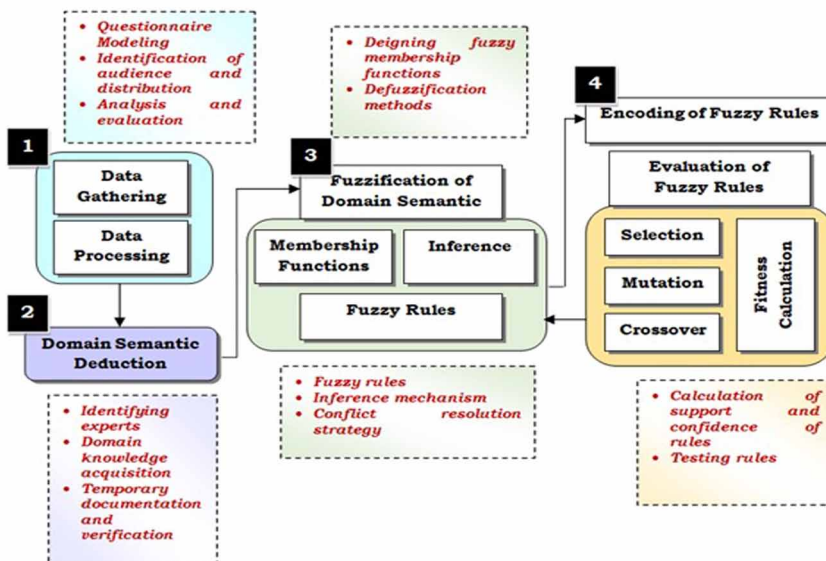 • Questionnaire
Modeling
• Identification of
audience and
distribution
• Analysis and
evaluation
1
Data
Gathering
Data
Processing
2
Domain Semantic
Deduction
• Identifying
experts
• Domain
knowledge
acquisition
• Temporary
documentation
and
verification
• Deigning fuzzy
membership
functions
• Defuzzification
methods
3
Fuzzification of
Domain Semantic
Membership
Functions
Inference
Fuzzy Rules
• Fuzzy rules
• Inference mechanism
• Conflict resolution
strategy
4
Encoding of Fuzzy Rules
Evaluation of
Fuzzy Rules
Selection
Mutation
Crossover
Fitness
Calculation
• Calculation of
support and
confidence of
rules
• Testing rules